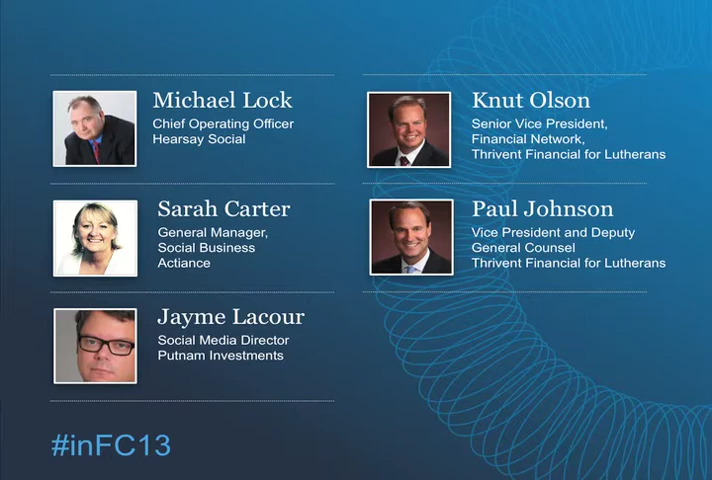 Michael Lock
Chief Operating Officer
Hearsay Social
Sarah Carter
General Manager,
Social Business
Actiance
Jayme Lacour
Social Media Director
Putnam Investments
Knut Olson
Senior Vice President,
Financial Network,
Thrivent Financial for Lutherans
Paul Johnson
Vice President and Deputy
General Counsel
Thrivent Financial for Lutherans
#inFC13